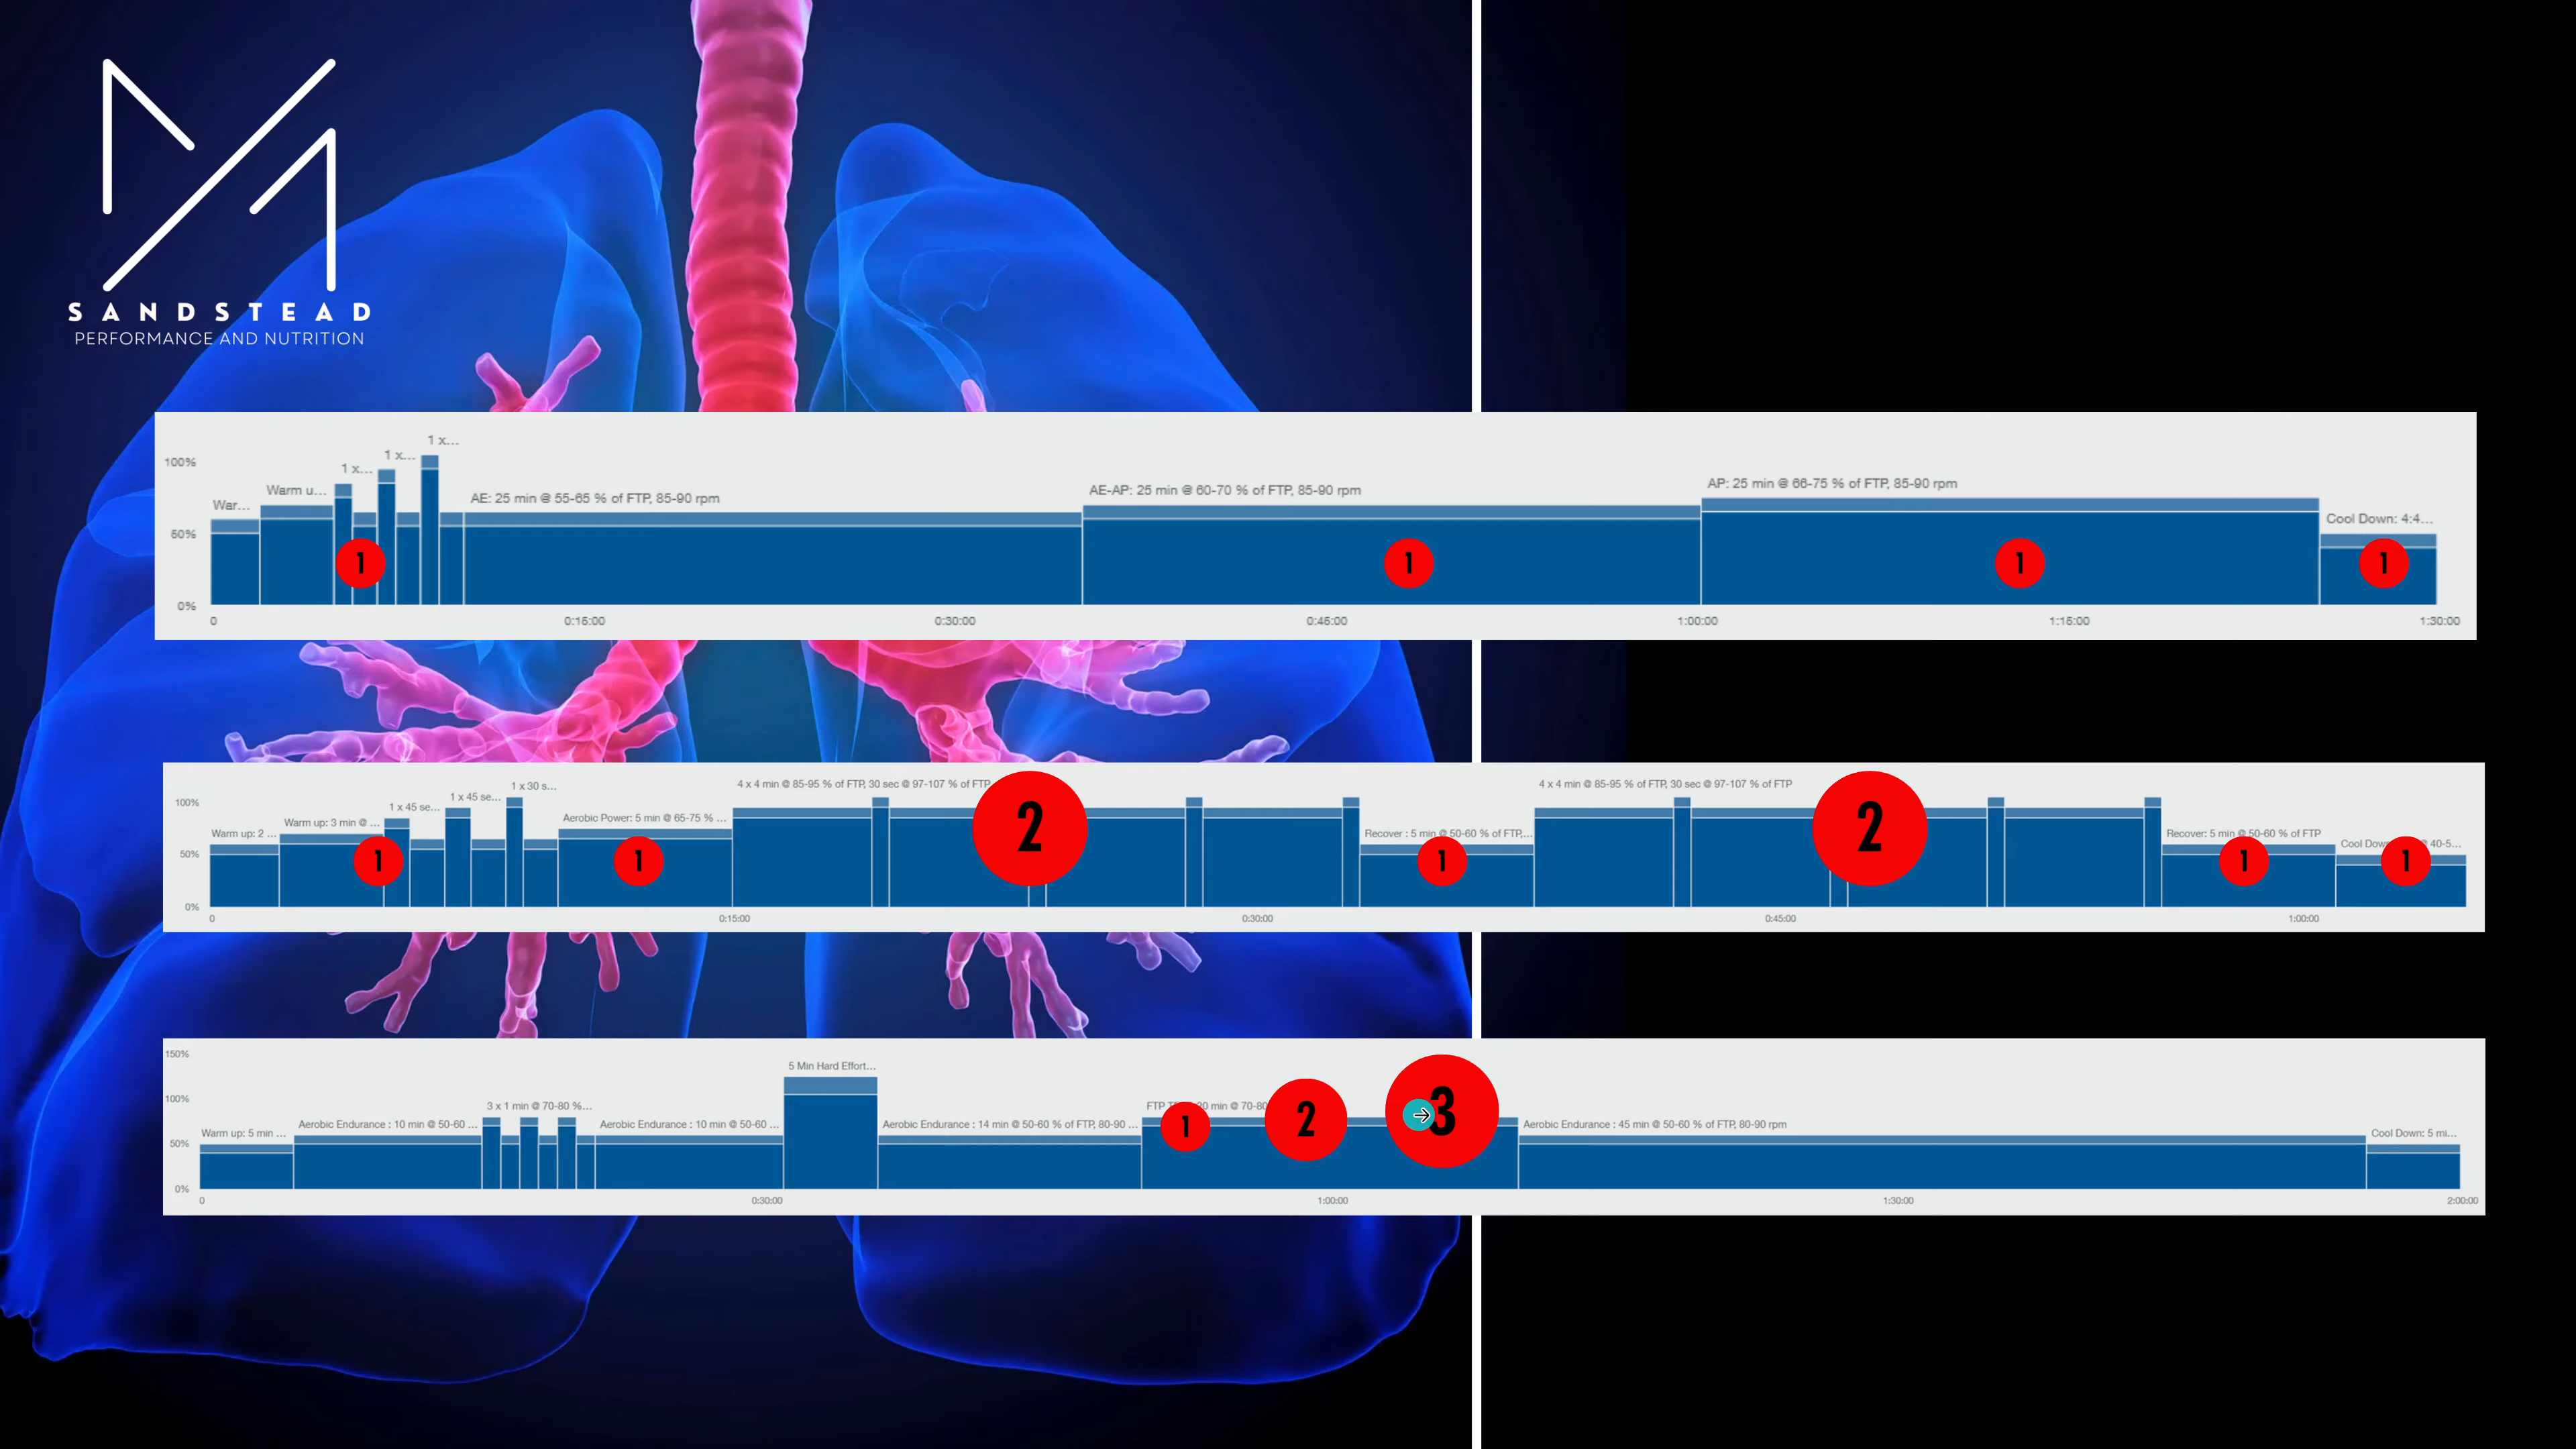 SANDSTEAD
PERFORMANCE AND NUTRITION
1 x...
1 x...
1 x...
100%
Warm u...
War...
AE: 25 min @ 55-65 % of FTP, 85-90 rpm
AE-AP: 25 min @ 60-70 % of FTP, 85-90 rpm
AP: 25 min @ 66-75 % of FTP, 85-90 rpm
Cool Down: 4:4...
50%
1
1
1
1
0%
0
0:15:00
0:30:00
0:45:00
1:00:00
1:15:00
1:30:00
4 x 4 min @ 85-95 % of FTP, 30 sec @ 97-107 % of FTP
4 x 4 min @ 85-95 % of FTP, 30 sec @ 97-107 % of FTP
1 x 30 s...
1 x 45 se...
1 x 45 se...
100%
Warm up: 2 ...
Warm up: 3 min @ ...
Aerobic Power: 5 min @ 65-75 % ...
2
Recover : 5 min @ 50-60 % of FTP,...
2
Recover: 5 min @ 50-60 % of FTP
Cool Dow @ 40-5...
50%
1
1
1
1
1
0%
0
0:15:00
0:30:00
0:45:00
1:00:00
150%
5 Min Hard Effort...
100%
3 x 1 min @ 70-80 %...
FTP 20 min @ 70-80
Warm up: 5 min ...
Aerobic Endurance : 10 min @ 50-60 ...
Aerobic Endurance : 10 min @ 50-60 ...
Aerobic Endurance : 14 min @ 50-60 % of FTP, 80-90 ...
1
2
3
Aerobic Endurance : 45 min @ 50-60 % of FTP, 80-90 rpm
Cool Down: 5 mi...
50%
0%
0
0:30:00
1:00:00
1:30:00
2:00:00